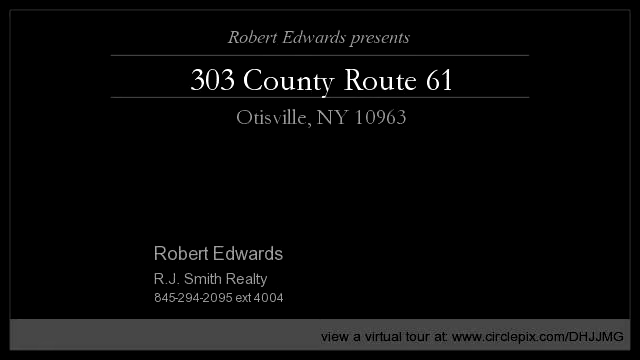 Robert Edwards presents
303 County Route 61
Otisville, NY 10963
Robert Edwards
R.J. Smith Realty
845-294-2095 ext 4004
view a virtual tour at: www.circlepix.com/DHJJMG